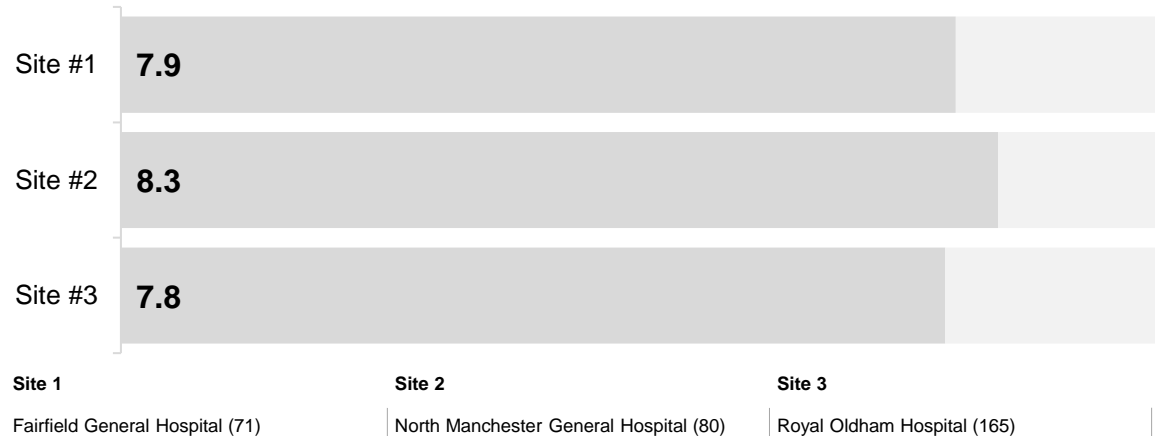 Site #1 7.9
Site #2 8.3
Site #3 7.8
Site 1 Site 2 Site 3
Fairfield General Hospital (71) North Manchester General Hospital (80) Royal Oldham Hospital (165)